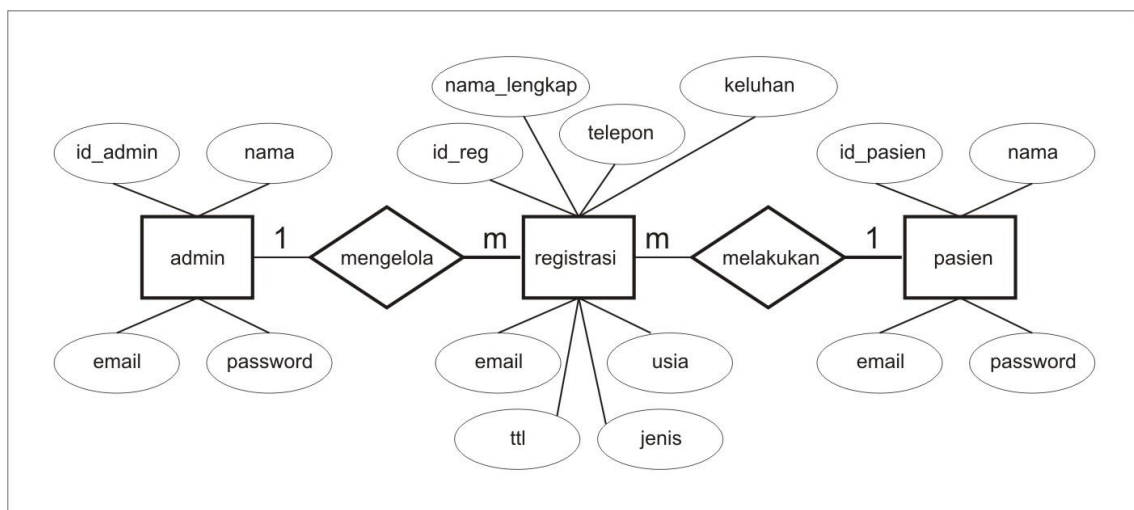 nama_lengkap
keluhan
telepon
id_admin
nama
id_reg
id_pasien
nama
admin
1
mengelola
m
registrasi
m
melakukan
1
pasien
email
password
email
usia
email
password
ttl
jenis